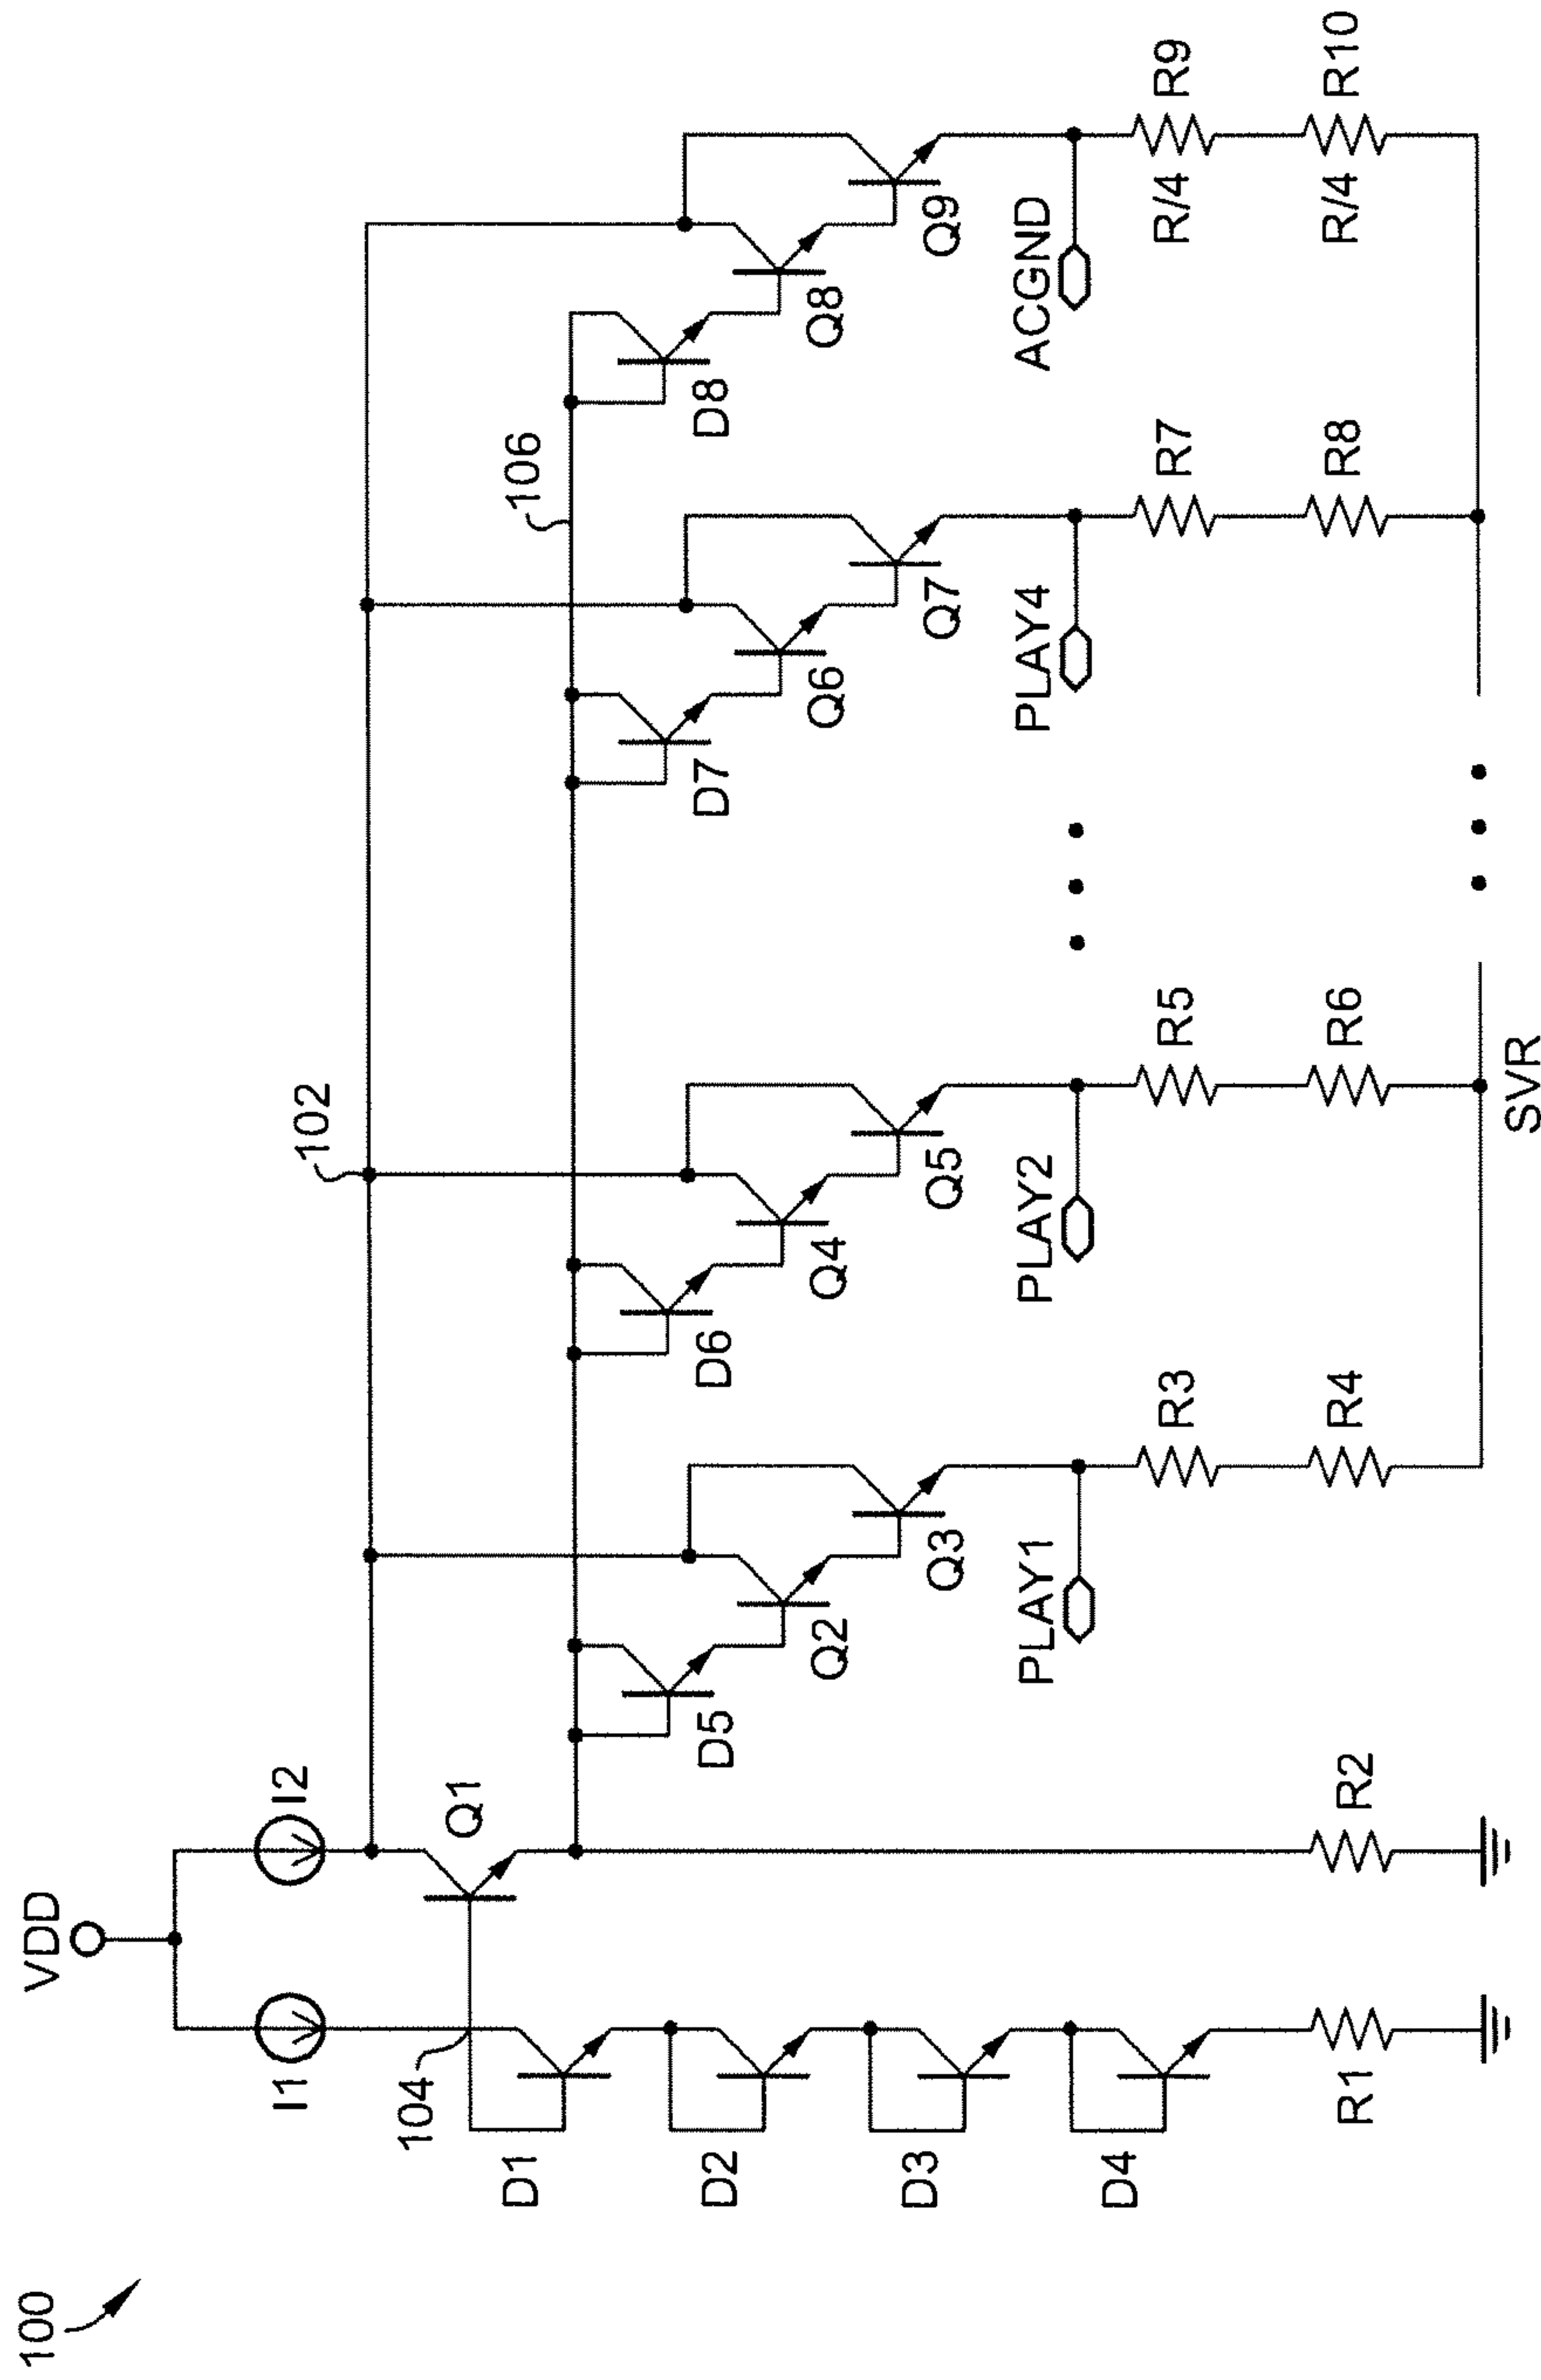 100
VDD
I1
I2
102
104
Q1
106
D1
D2
D3
D4
D5
D6
D7
D8
Q2
Q3
Q4
Q5
Q6
Q7
Q8
Q9
PLAY1
PLAY2
PLAY4
ACGND
R1
R2
R3
R4
R5
R6
R7
R8
R/4 R9
R/4 R10
SVR